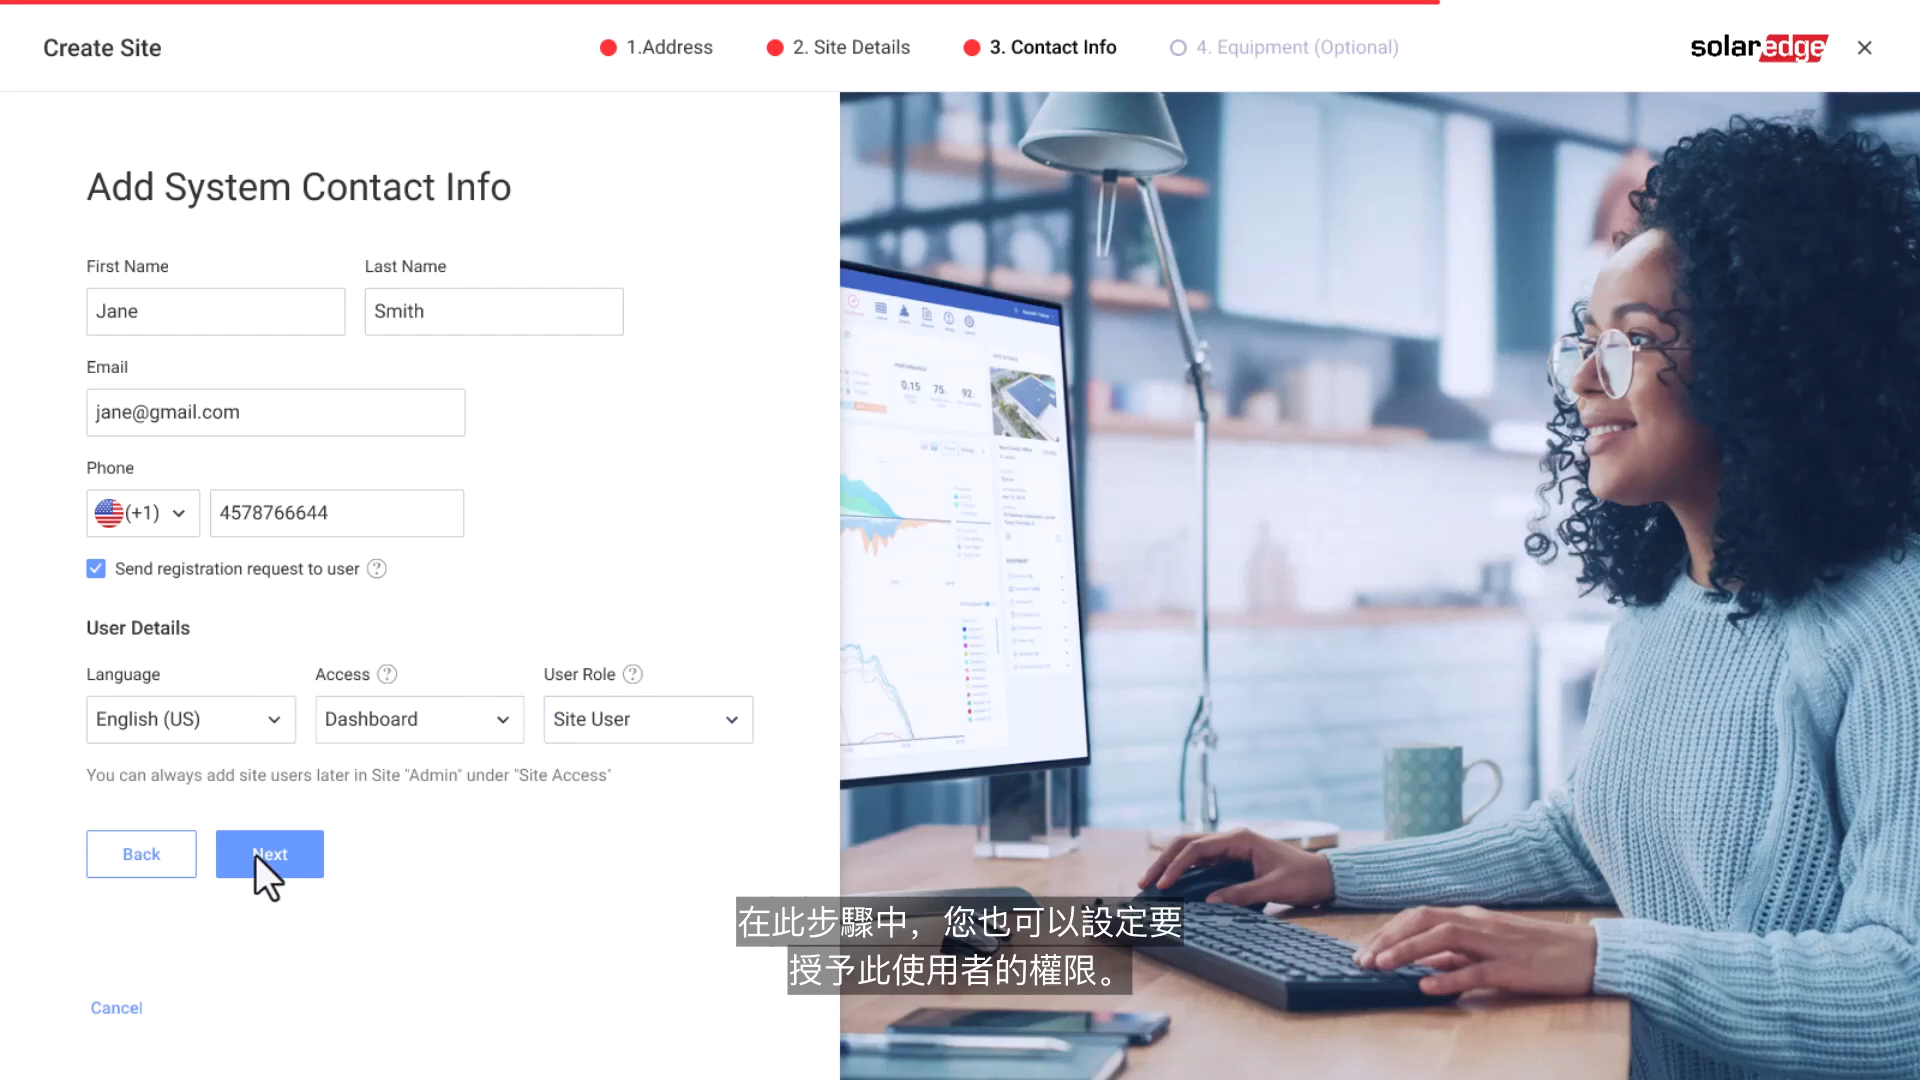 Create Site
1.Address
2. Site Details
3. Contact Info
4. Equipment (Optional)
solaredge
Add System Contact Info
First Name
Last Name
Jane
Smith
Email
jane@gmail.com
Phone
(+1)
4578766644
Send registration request to user
User Details
Language
Access
User Role
English (US)
Dashboard
Site User
You can always add site users later in Site "Admin" under "Site Access"
Back
Next
Cancel
0.15 75 92
在此步驟中，您也可以設定要
授予此使用者的權限。